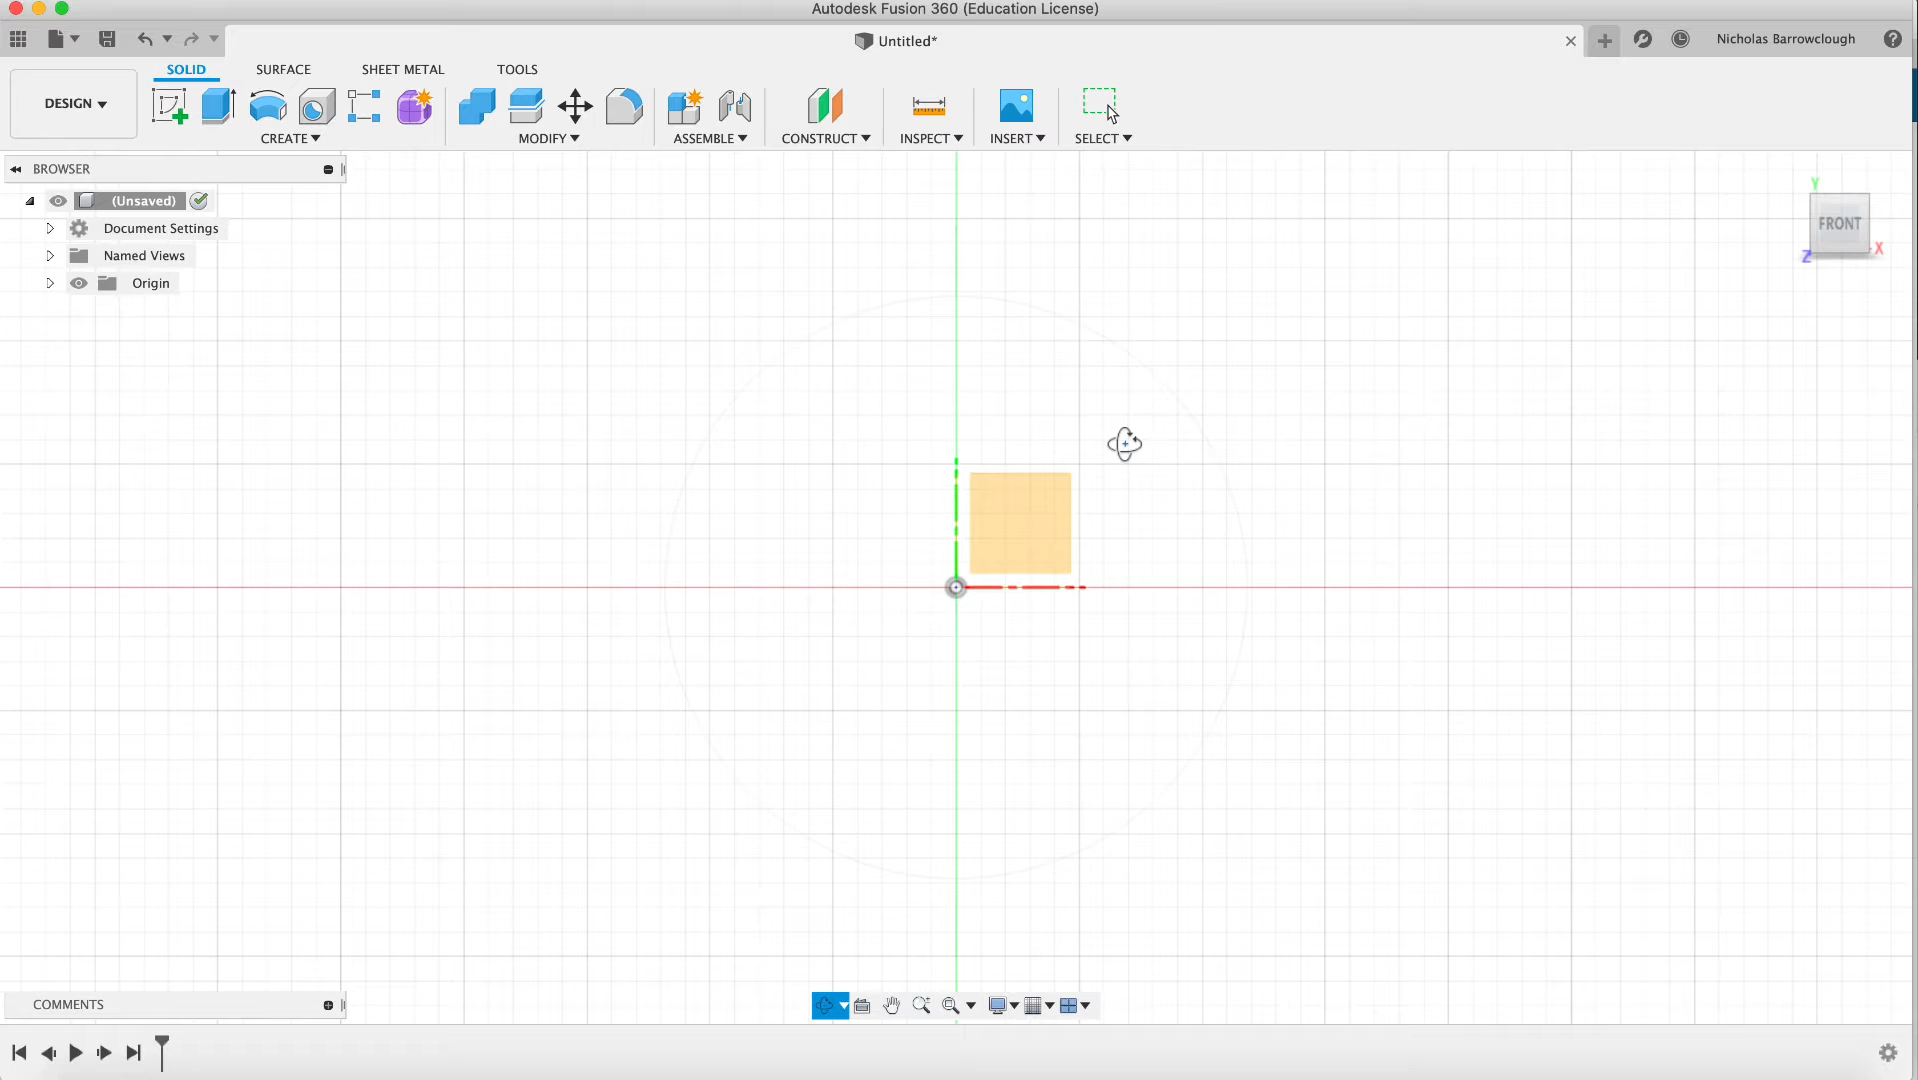 Autodesk Fusion 360 (Education License)
Untitled*
Nicholas Barrowclough
SOLID SURFACE SHEET METAL TOOLS
DESIGN
CREATE MODIFY ASSEMBLE CONSTRUCT INSPECT INSERT SELECT
BROWSER
(Unsaved)
Document Settings
Named Views
Origin
Y
FRONT
X
Z
COMMENTS